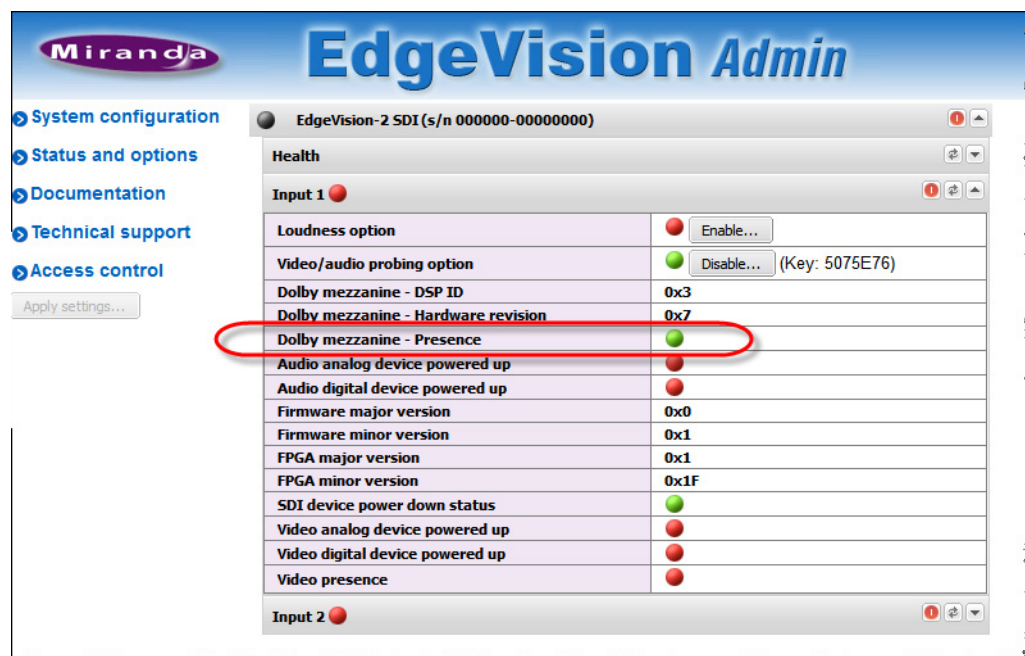 Miranda
EdgeVision Admin
System configuration
Status and options
Documentation
Technical support
Access control
Apply settings...
EdgeVision-2 SDI (s/n 000000-00000000)
Health
Input 1
Loudness option Enable...
Video/audio probing option Disable... (Key: 5075E76)
Dolby mezzanine - DSP ID 0x3
Dolby mezzanine - Hardware revision 0x7
Dolby mezzanine - Presence
Audio analog device powered up
Audio digital device powered up
Firmware major version 0x0
Firmware minor version 0x1
FPGA major version 0x1
FPGA minor version 0x1F
SDI device power down status
Video analog device powered up
Video digital device powered up
Video presence
Input 2